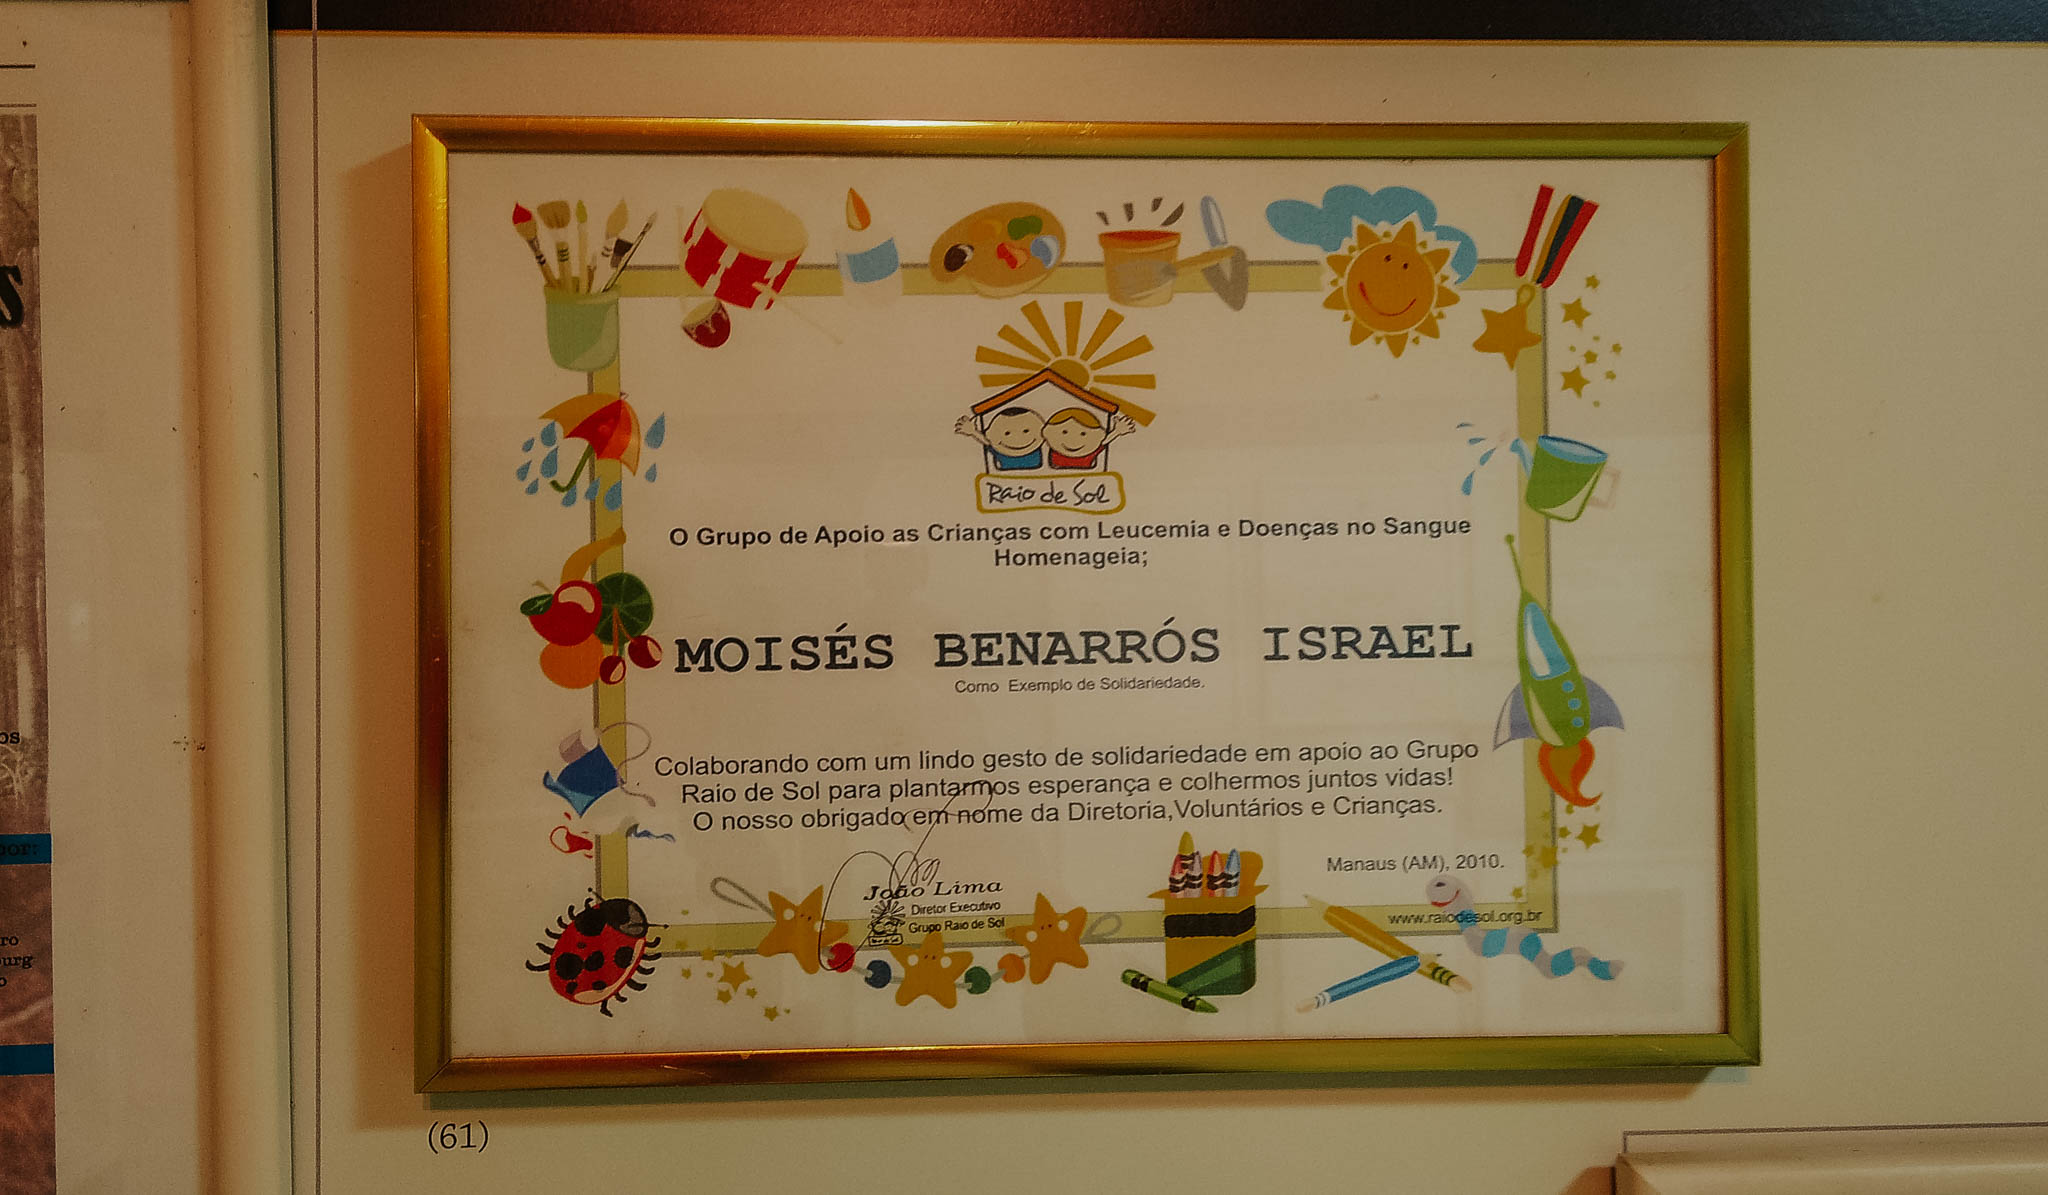 Raio de Sol
O Grupo de Apoio as Crianças com Leucemia e Doenças no Sangue
Homenageia;
MOISÉS BENARRÓS ISRAEL
Como Exemplo de Solidariedade.
Colaborando com um lindo gesto de solidariedade em apoio ao Grupo
Raio de Sol para plantarmos esperança e colhermos juntos vidas!
O nosso obrigado em nome da Diretoria,Voluntários e Crianças.
Manaus (AM), 2010.
João Lima
Diretor Executivo
Grupo Raio de Sol
www.raiodesol.org.br
(61)